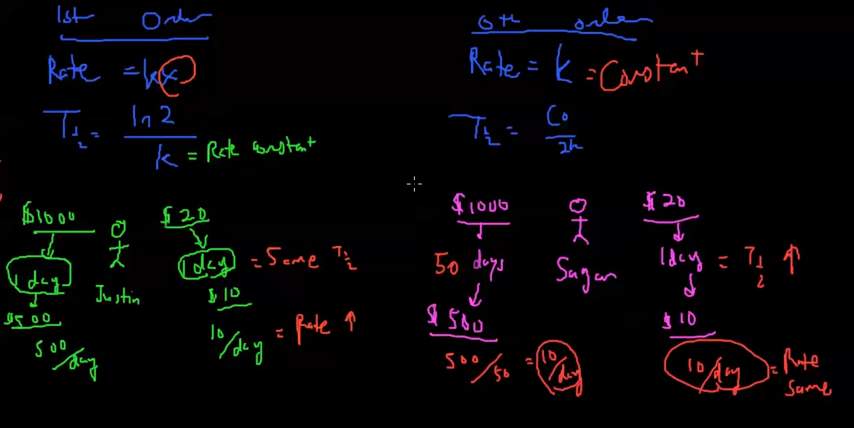 1st Order
Rate = kx
T1/2 = ln 2 / k = Rate constant
$1000
1 day
$500
500/day
Justin
$20
1 day = Same T1/2
$10
10/day = Rate ↑
0th order
Rate = k = Constant
T1/2 = C0 / 2k
$1000
50 days
$500
500/50 = 10/day
Sagar
$20
1 day = T1/2 ↑
$10
10/day = Rate same